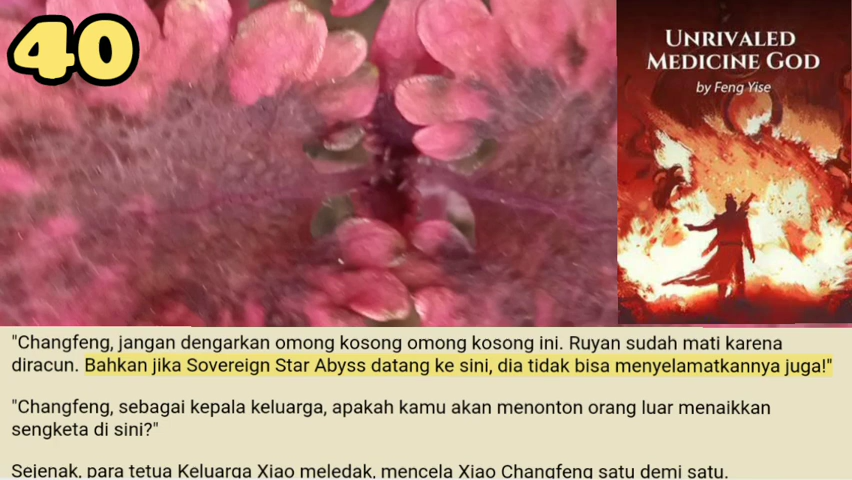 40
UNRIVALED
MEDICINE GOD
by Feng Yise
"Changfeng, jangan dengarkan omong kosong omong kosong ini. Ruyan sudah mati karena
diracun. Bahkan jika Sovereign Star Abyss datang ke sini, dia tidak bisa menyelamatkannya juga!"
"Changfeng, sebagai kepala keluarga, apakah kamu akan menonton orang luar menaikkan
sengketa di sini?"
Sejenak, para tetua Keluarga Xiao meledak, mencela Xiao Changfeng satu demi satu.